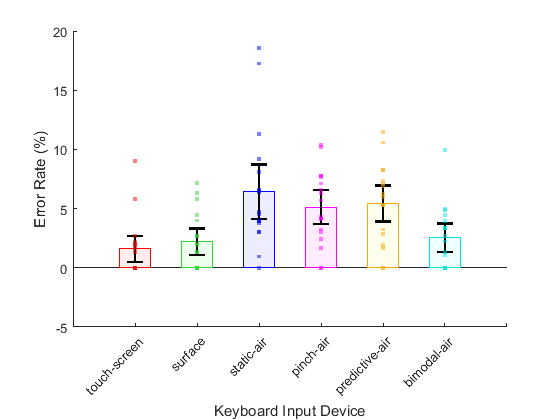 20
15
10
5
0
-5
Error Rate (%)
touch-screen
surface
static-air
pinch-air
predictive-air
bimodal-air
Keyboard Input Device